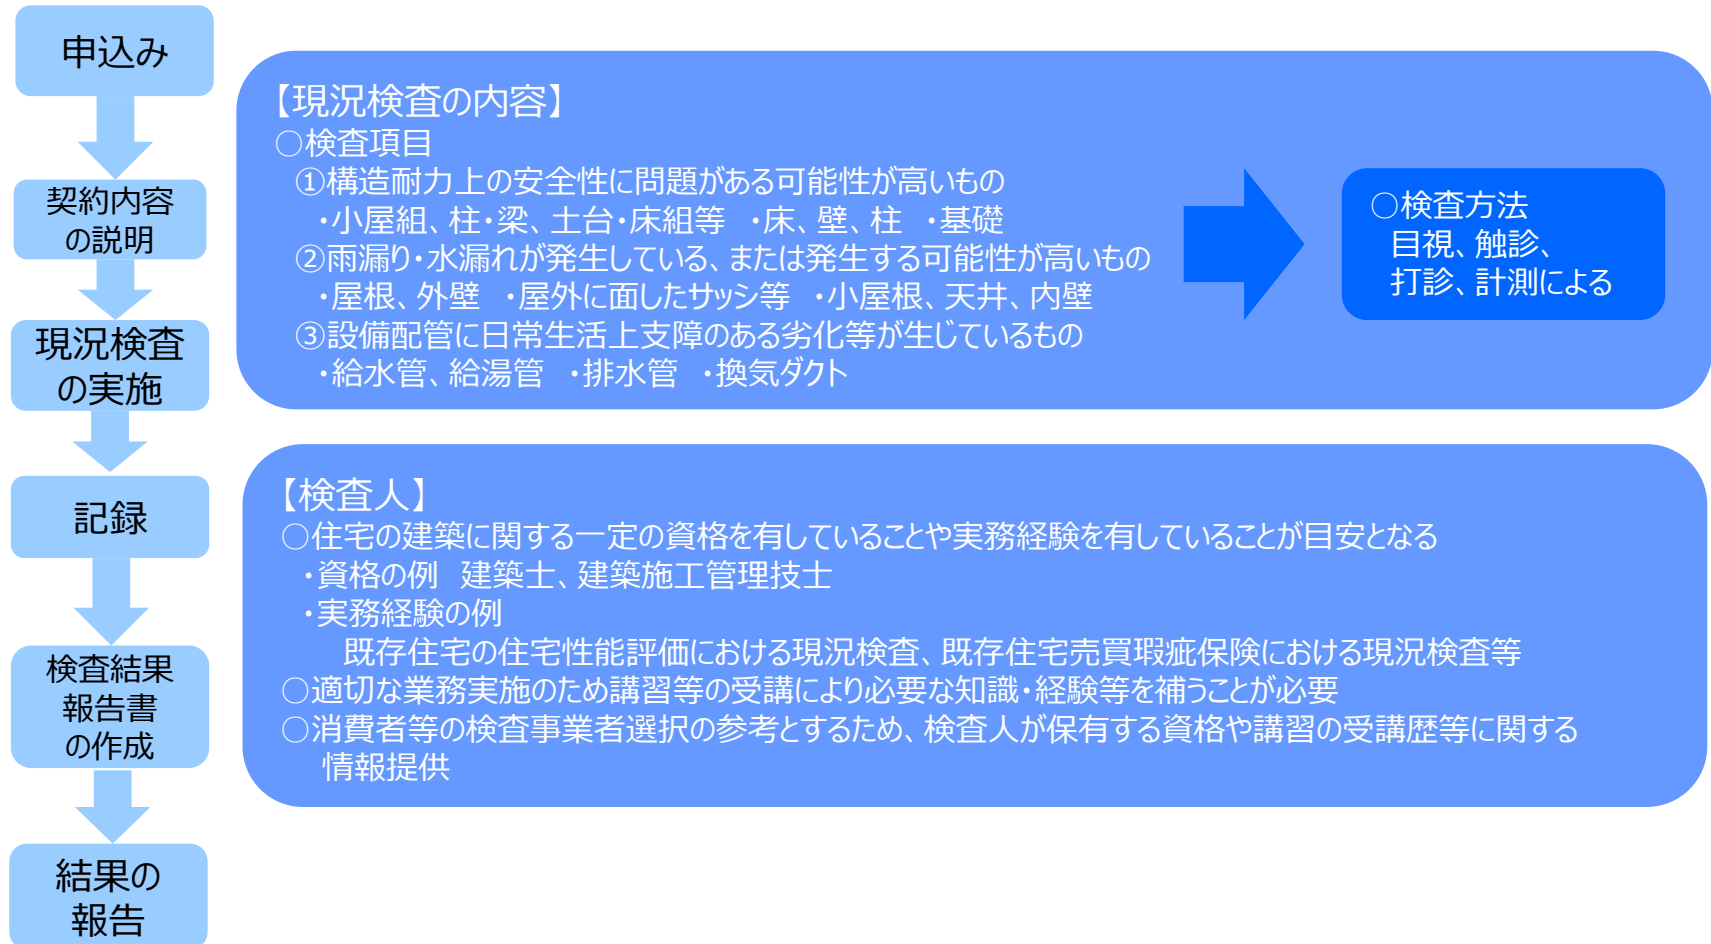 申込み
契約内容
の説明
現況検査
の実施
記録
検査結果
報告書
の作成
結果の
報告
【現況検査の内容】
○検査項目
①構造耐力上の安全性に問題がある可能性が高いもの
・小屋組、柱・梁、土台・床組等　・床、壁、柱　・基礎
②雨漏り・水漏れが発生している、または発生する可能性が高いもの
・屋根、外壁　・屋外に面したサッシ等　・小屋根、天井、内壁
③設備配管に日常生活上支障のある劣化等が生じているもの
・給水管、給湯管　・排水管　・換気ダクト
○検査方法
目視、触診、
打診、計測による
【検査人】
○住宅の建築に関する一定の資格を有していることや実務経験を有していることが目安となる
・資格の例　建築士、建築施工管理技士
・実務経験の例
既存住宅の住宅性能評価における現況検査、既存住宅売買瑕疵保険における現況検査等
○適切な業務実施のため講習等の受講により必要な知識・経験等を補うことが必要
○消費者等の検査事業者選択の参考とするため、検査人が保有する資格や講習の受講歴等に関する
情報提供